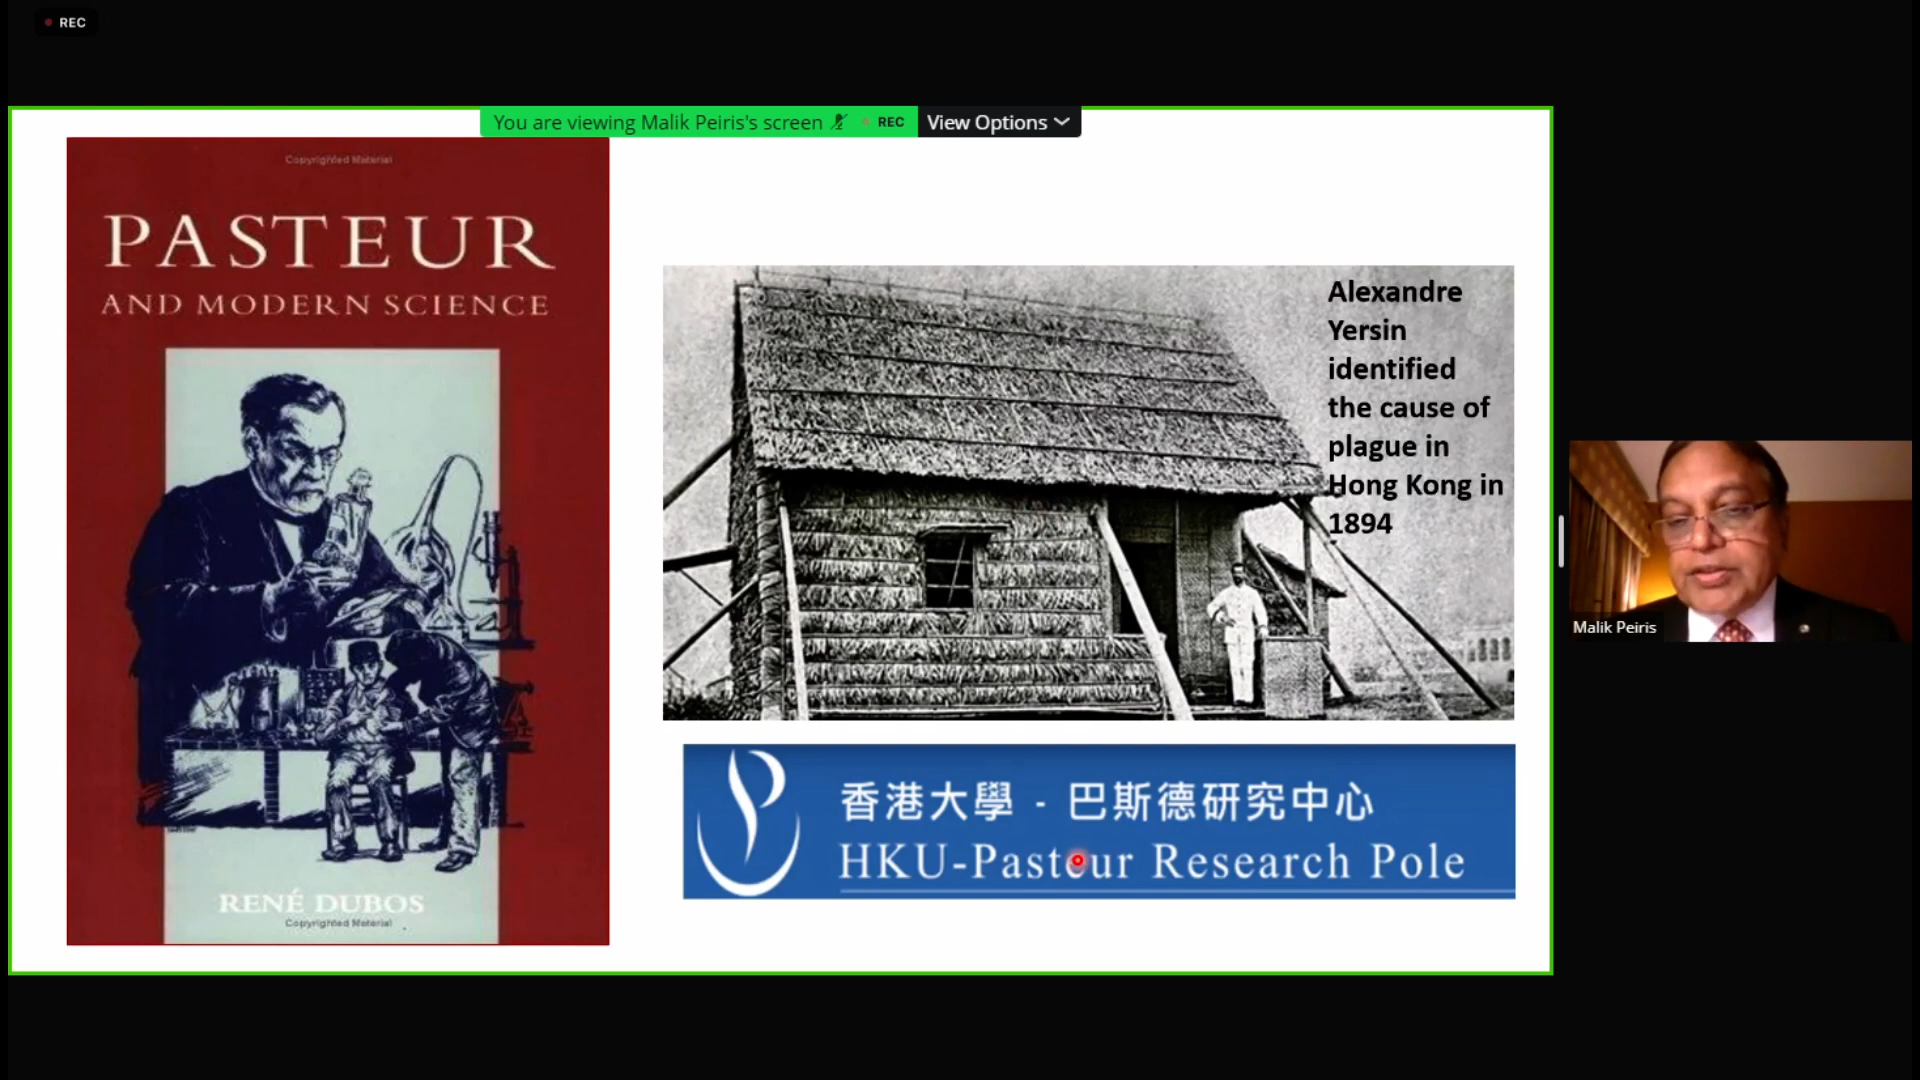 REC
You are viewing Malik Peiris's screen
REC
View Options
Copyrighted Material
PASTEUR
AND MODERN SCIENCE
RENÉ DUBOS
Copyrighted Material
Alexandre
Yersin
identified
the cause of
plague in
Hong Kong in
1894
香港大學 - 巴斯德研究中心
HKU-Pasteur Research Pole
Malik Peiris